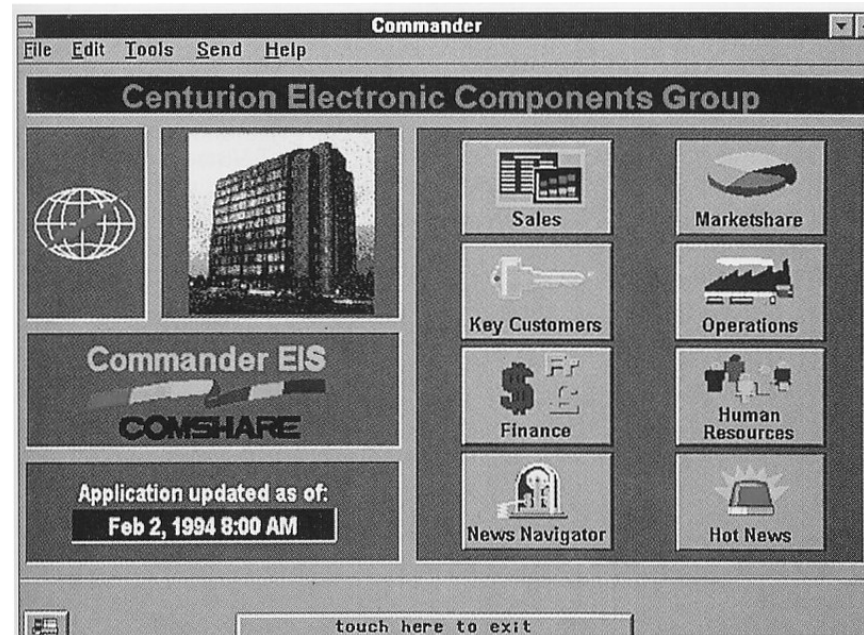 Commander
File Edit Tools Send Help
Centurion Electronic Components Group
Sales
Marketshare
Key Customers
Operations
Commander EIS
COMSHARE
Finance
Human
Resources
Application updated as of:
Feb 2, 1994 8:00 AM
News Navigator
Hot News
touch here to exit